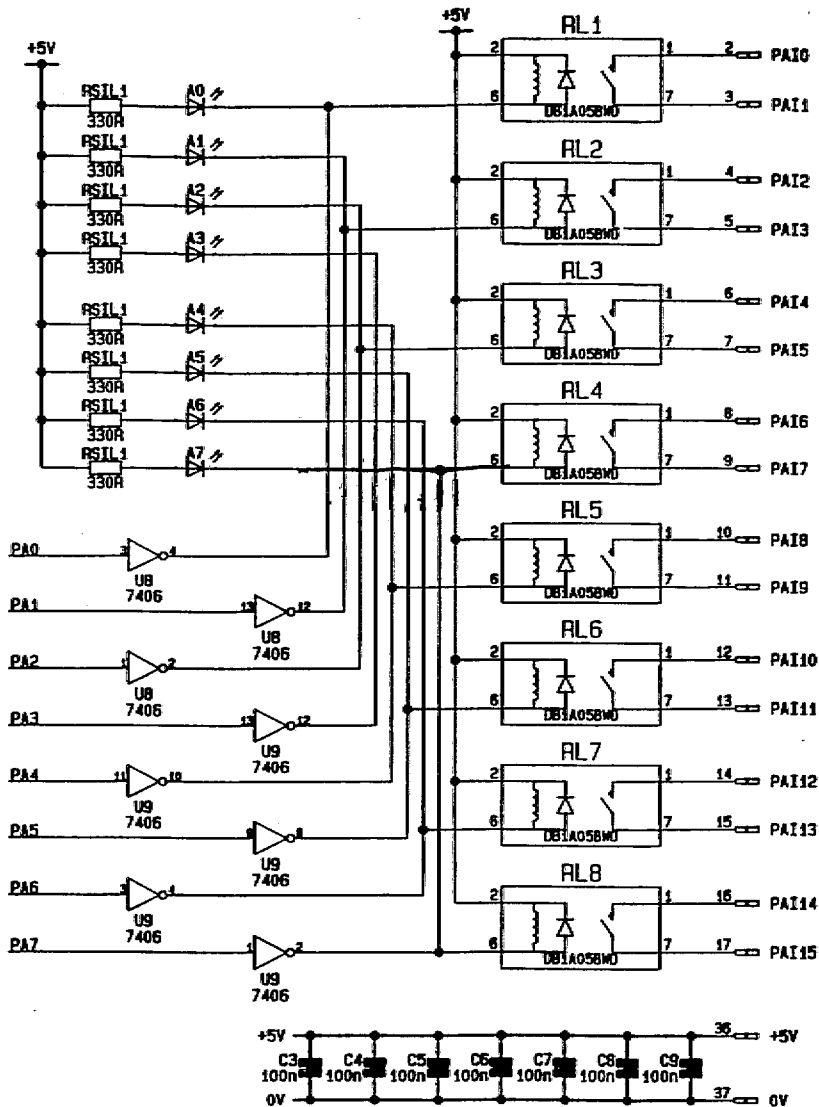 +5V
RSIL1
330R
A0
RSIL1
330R
A1
RSIL1
330R
A2
RSIL1
330R
A3
RSIL1
330R
A4
RSIL1
330R
A5
RSIL1
330R
A6
RSIL1
330R
A7
PA0
3
4
U8
7406
PA1
13
12
U8
7406
PA2
1
2
U8
7406
PA3
13
12
U9
7406
PA4
11
10
U9
7406
PA5
9
8
U9
7406
PA6
3
4
U9
7406
PA7
1
2
U9
7406
+5V
RL1
2
6
DB1A05BWD
1
7
2
PAI0
3
PAI1
RL2
2
6
DB1A05BWD
1
7
4
PAI2
5
PAI3
RL3
2
6
DB1A05BWD
1
7
6
PAI4
7
PAI5
RL4
2
6
DB1A05BWD
1
7
8
PAI6
9
PAI7
RL5
2
6
DB1A05BWD
1
7
10
PAI8
11
PAI9
RL6
2
6
DB1A05BWD
1
7
12
PAI10
13
PAI11
RL7
2
6
DB1A05BWD
1
7
14
PAI12
15
PAI13
RL8
2
6
DB1A05BWD
1
7
16
PAI14
17
PAI15
+5V
36
+5V
C3
100n
C4
100n
C5
100n
C6
100n
C7
100n
C8
100n
C9
100n
0V
37
0V